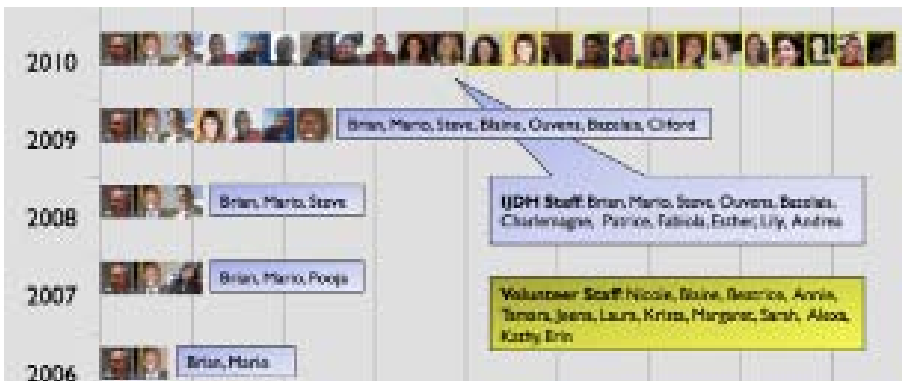 2010
2009
Brian, Mario, Steve, Blaine, Ouvens, Bazelais, Cliford
2008
Brian, Mario, Steve
IJDH Staff: Brian, Mario, Steve, Ouvens, Bazelais,
Charlemagne, Patrice, Fabiola, Esther, Lily, Andrea
2007
Brian, Mario, Pooja
Volunteer Staff: Nicole, Blaine, Beatrice, Annie,
Tamara, Jeena, Laura, Krista, Margaret, Sarah, Alexa,
Kathy, Erin
2006
Brian, Mario